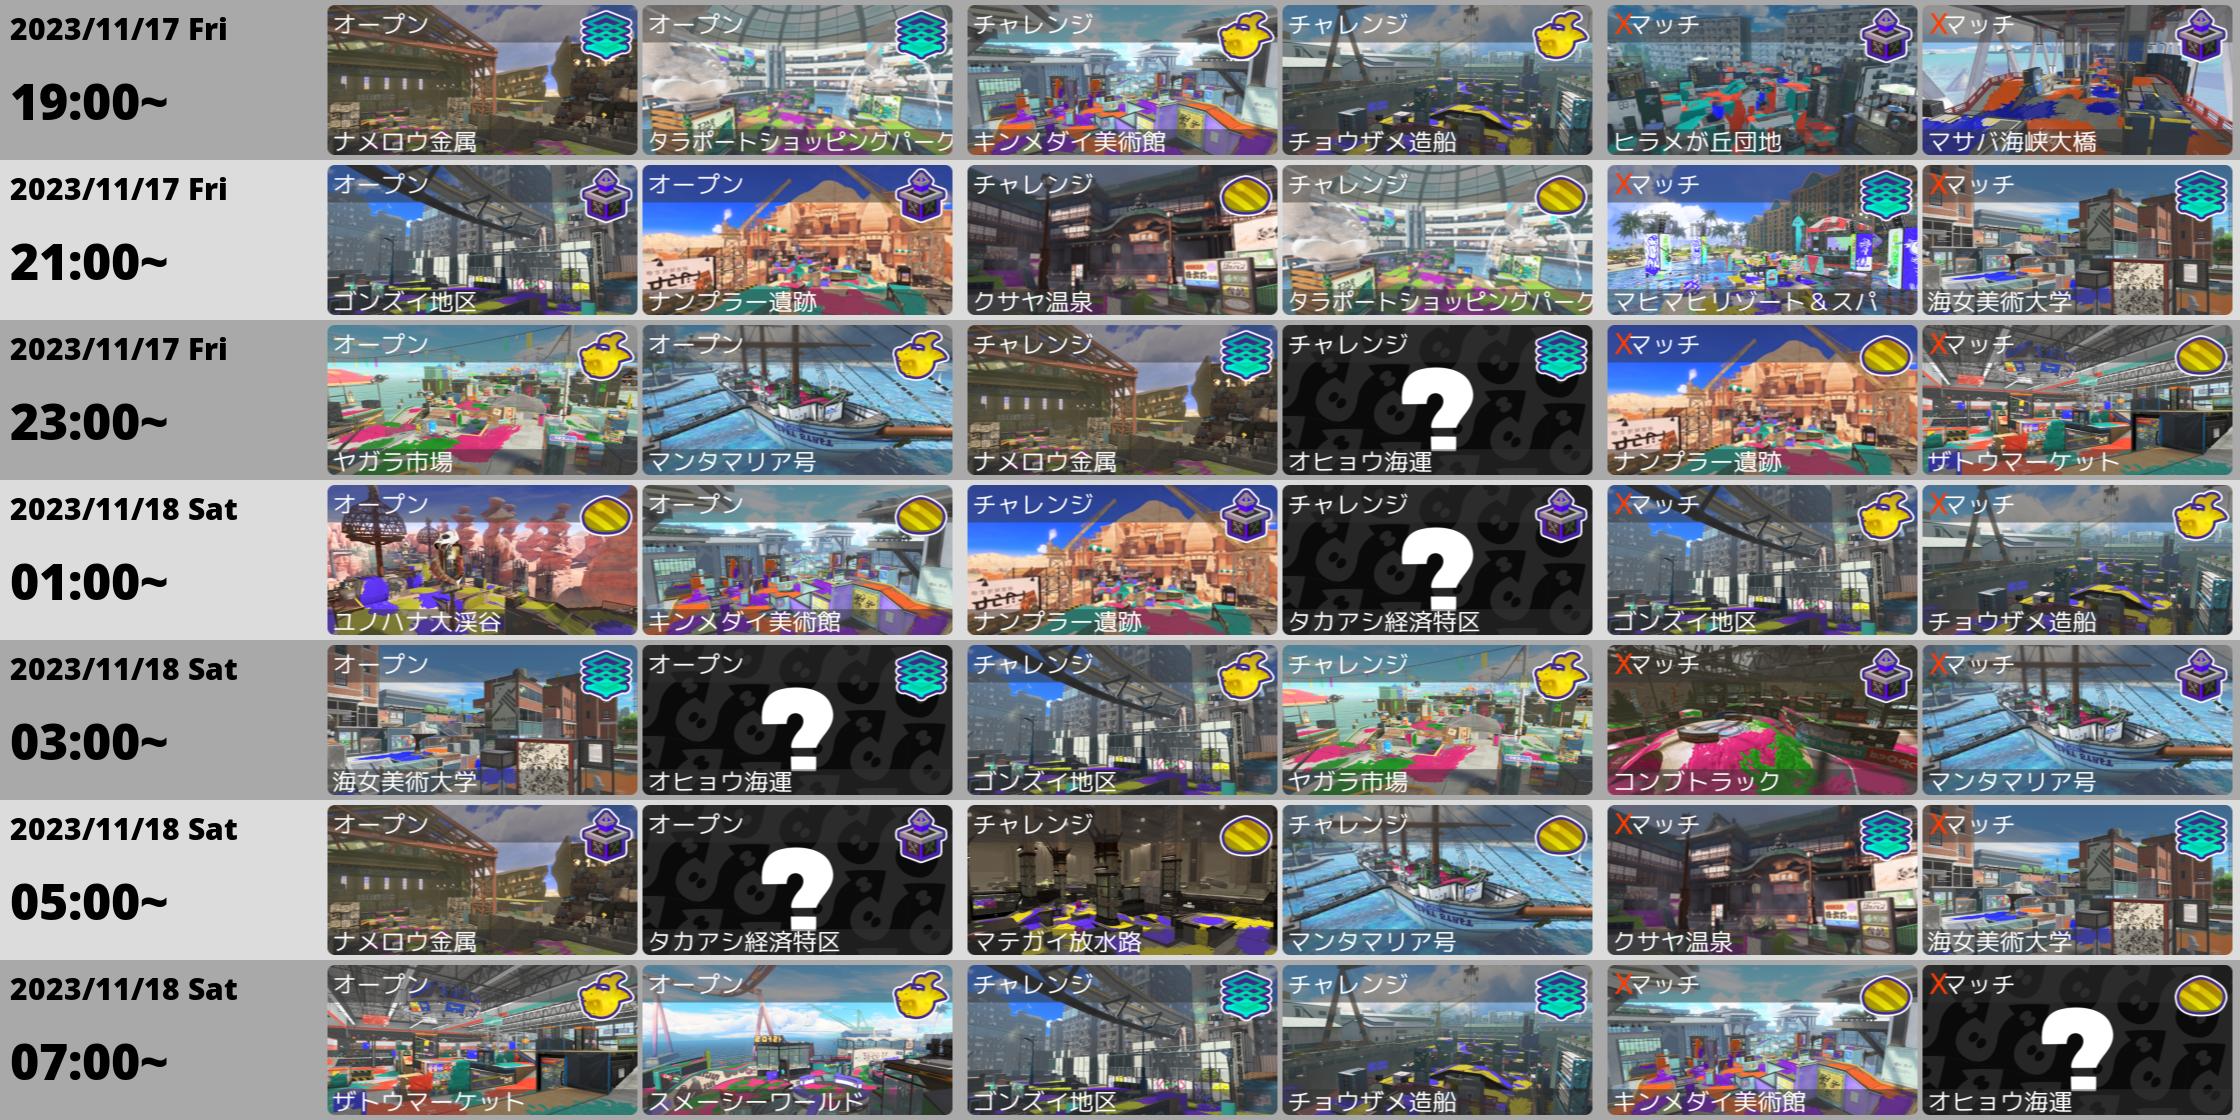 2023/11/17 Fri
19:00~
オープン
ナメロウ金属
オープン
タラポートショッピングパーク
チャレンジ
キンメダイ美術館
チャレンジ
チョウザメ造船
Xマッチ
ヒラメが丘団地
Xマッチ
マサバ海峡大橋
2023/11/17 Fri
21:00~
オープン
ゴンズイ地区
オープン
ナンプラー遺跡
チャレンジ
クサヤ温泉
チャレンジ
タラポートショッピングパーク
Xマッチ
マヒマヒリゾート&スパ
Xマッチ
海女美術大学
2023/11/17 Fri
23:00~
オープン
ヤガラ市場
オープン
マンタマリア号
チャレンジ
ナメロウ金属
チャレンジ
?
オヒョウ海運
Xマッチ
ナンプラー遺跡
Xマッチ
ザトウマーケット
2023/11/18 Sat
01:00~
オープン
ユノハナ大渓谷
オープン
キンメダイ美術館
チャレンジ
ナンプラー遺跡
チャレンジ
?
タカアシ経済特区
Xマッチ
ゴンズイ地区
Xマッチ
チョウザメ造船
2023/11/18 Sat
03:00~
オープン
海女美術大学
オープン
?
オヒョウ海運
チャレンジ
ゴンズイ地区
チャレンジ
ヤガラ市場
Xマッチ
コンブトラック
Xマッチ
マンタマリア号
2023/11/18 Sat
05:00~
オープン
ナメロウ金属
オープン
?
タカアシ経済特区
チャレンジ
マテガイ放水路
チャレンジ
マンタマリア号
Xマッチ
クサヤ温泉
Xマッチ
海女美術大学
2023/11/18 Sat
07:00~
オープン
ザトウマーケット
オープン
スメーシーワールド
チャレンジ
ゴンズイ地区
チャレンジ
チョウザメ造船
Xマッチ
キンメダイ美術館
Xマッチ
?
オヒョウ海運